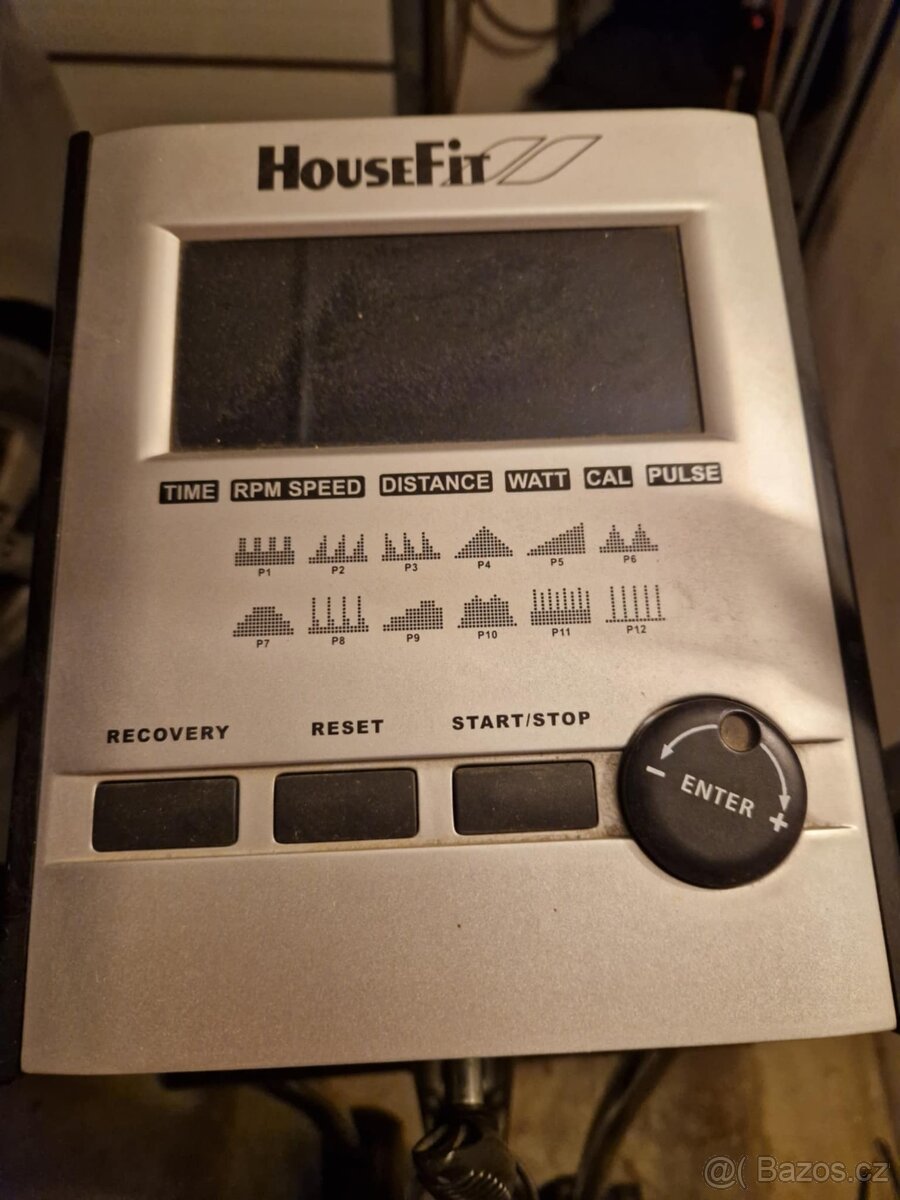 HOUSEFIT
TIME RPM SPEED DISTANCE WATT CAL PULSE
P1 P2 P3 P4 P5 P6
P7 P8 P9 P10 P11 P12
RECOVERY RESET START/STOP
- ENTER +
@( Bazos.cz